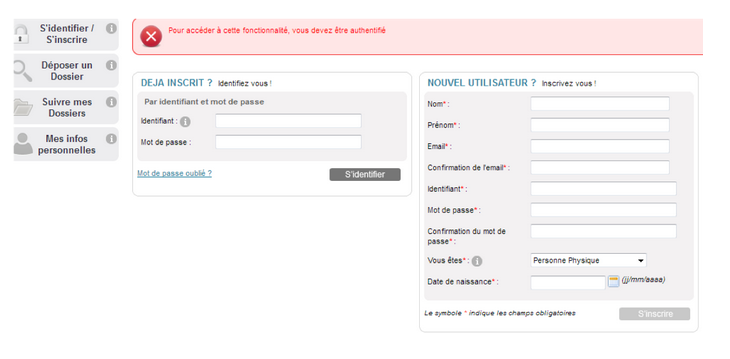 S'identifier /
S'inscrire
Déposer un
Dossier
Suivre mes
Dossiers
Mes infos
personnelles
Pour accéder à cette fonctionnalité, vous devez être authentifié
DEJA INSCRIT ? Identifiez vous !
Par identifiant et mot de passe
Identifiant :
Mot de passe :
Mot de passe oublié ?
S'identifier
NOUVEL UTILISATEUR ? Inscrivez vous !
Nom* :
Prénom* :
Email* :
Confirmation de l'email* :
Identifiant* :
Mot de passe* :
Confirmation du mot de
passe* :
Vous êtes* :
Personne Physique
Date de naissance* :
(jj/mm/aaaa)
Le symbole * indique les champs obligatoires
S'inscrire